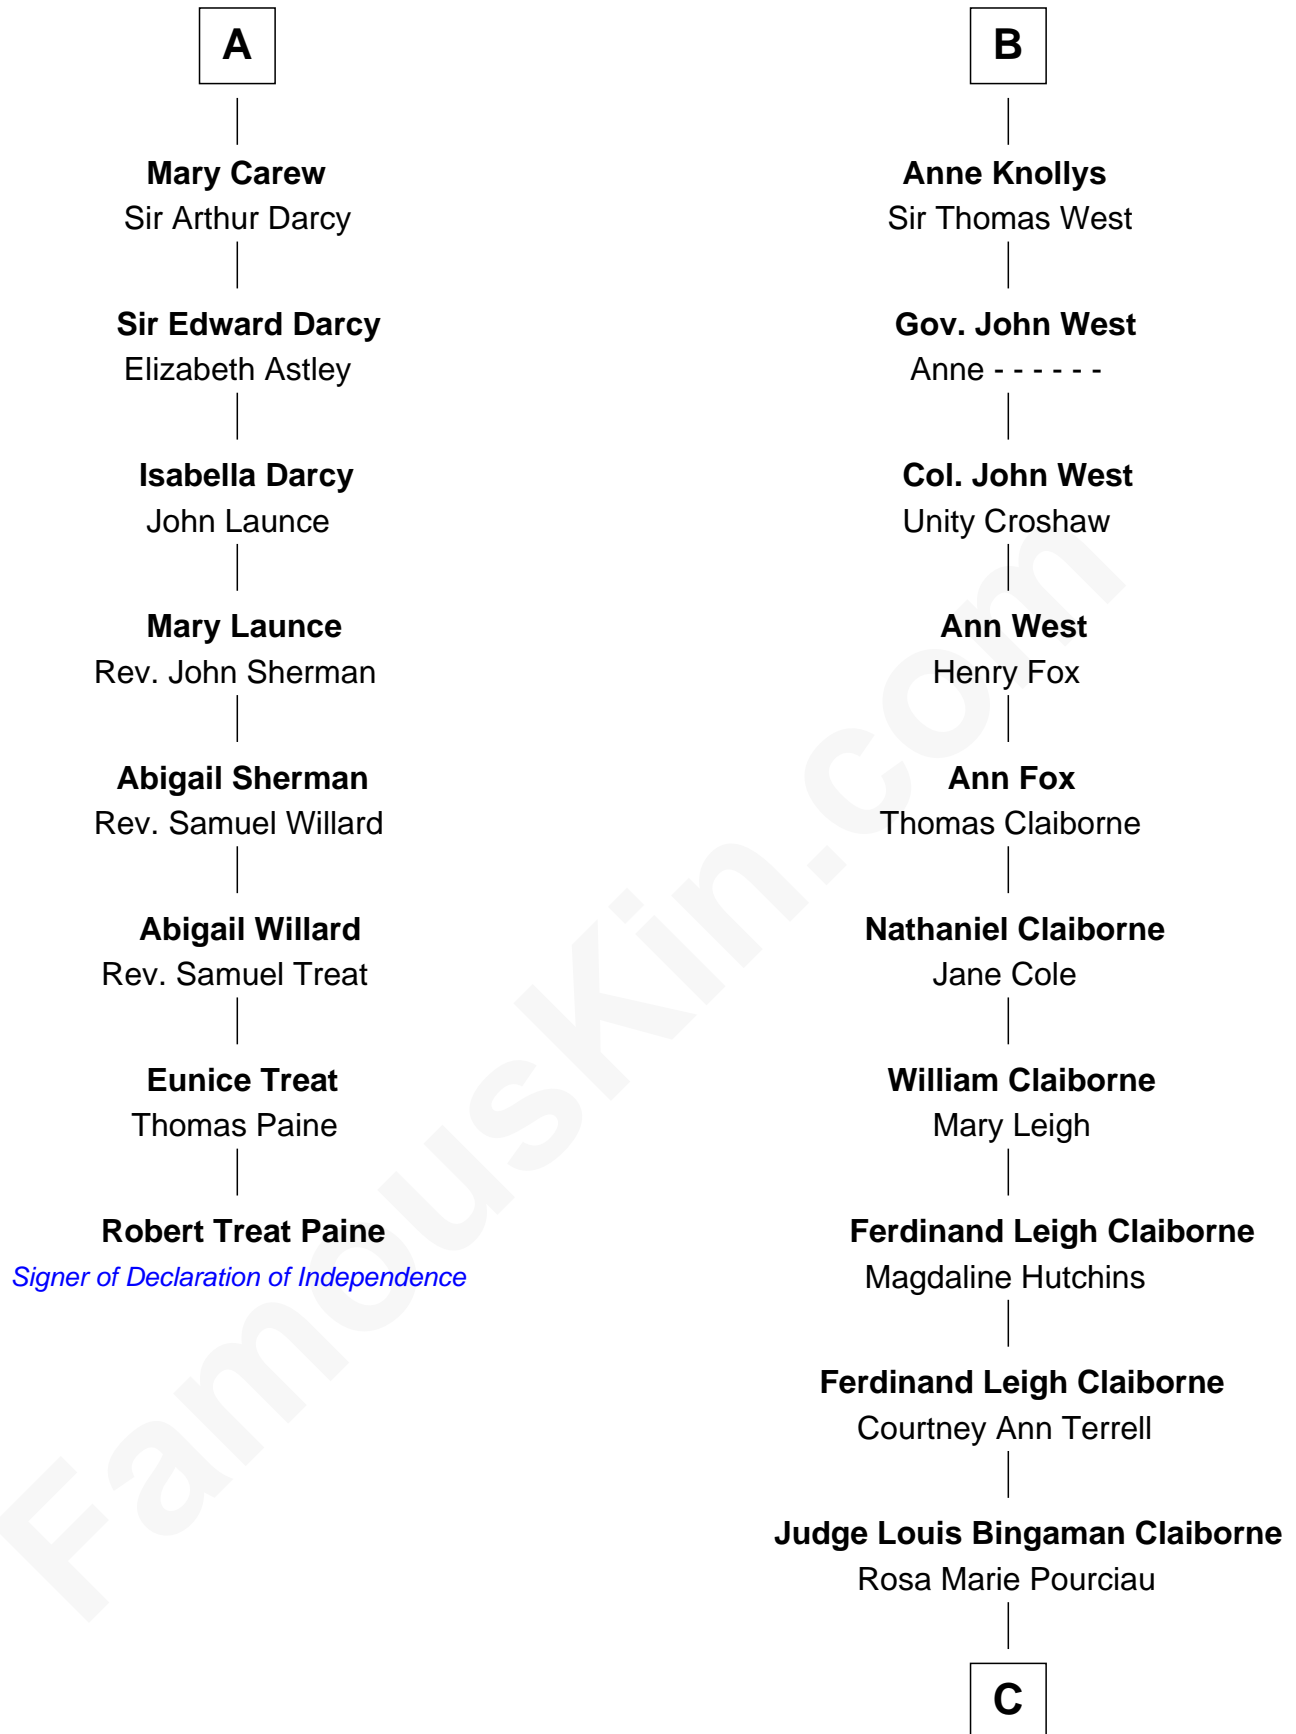 A
Mary Carew
Sir Arthur Darcy
Sir Edward Darcy
Elizabeth Astley
Isabella Darcy
John Launce
Mary Launce
Rev. John Sherman
Abigail Sherman
Rev. Samuel Willard
Abigail Willard
Rev. Samuel Treat
Eunice Treat
Thomas Paine
Robert Treat Paine
Signer of Declaration of Independence
B
Anne Knollys
Sir Thomas West
Gov. John West
Anne - - - - - -
Col. John West
Unity Croshaw
Ann West
Henry Fox
Ann Fox
Thomas Claiborne
Nathaniel Claiborne
Jane Cole
William Claiborne
Mary Leigh
Ferdinand Leigh Claiborne
Magdaline Hutchins
Ferdinand Leigh Claiborne
Courtney Ann Terrell
Judge Louis Bingaman Claiborne
Rosa Marie Pourciau
C
FamousKin.com